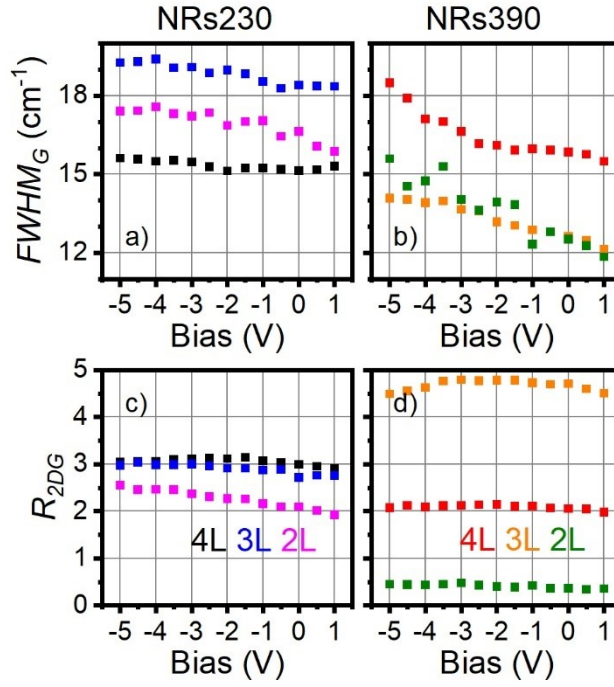 NRs230 NRs390
FWHM_G (cm⁻¹)
18
15
12
a) b)
-5 -4 -3 -2 -1 0 1 -5 -4 -3 -2 -1 0 1
Bias (V) Bias (V)
R_2DG
5
4
3
2
1
0
c) d)
4L 3L 2L 4L 3L 2L
-5 -4 -3 -2 -1 0 1 -5 -4 -3 -2 -1 0 1
Bias (V) Bias (V)